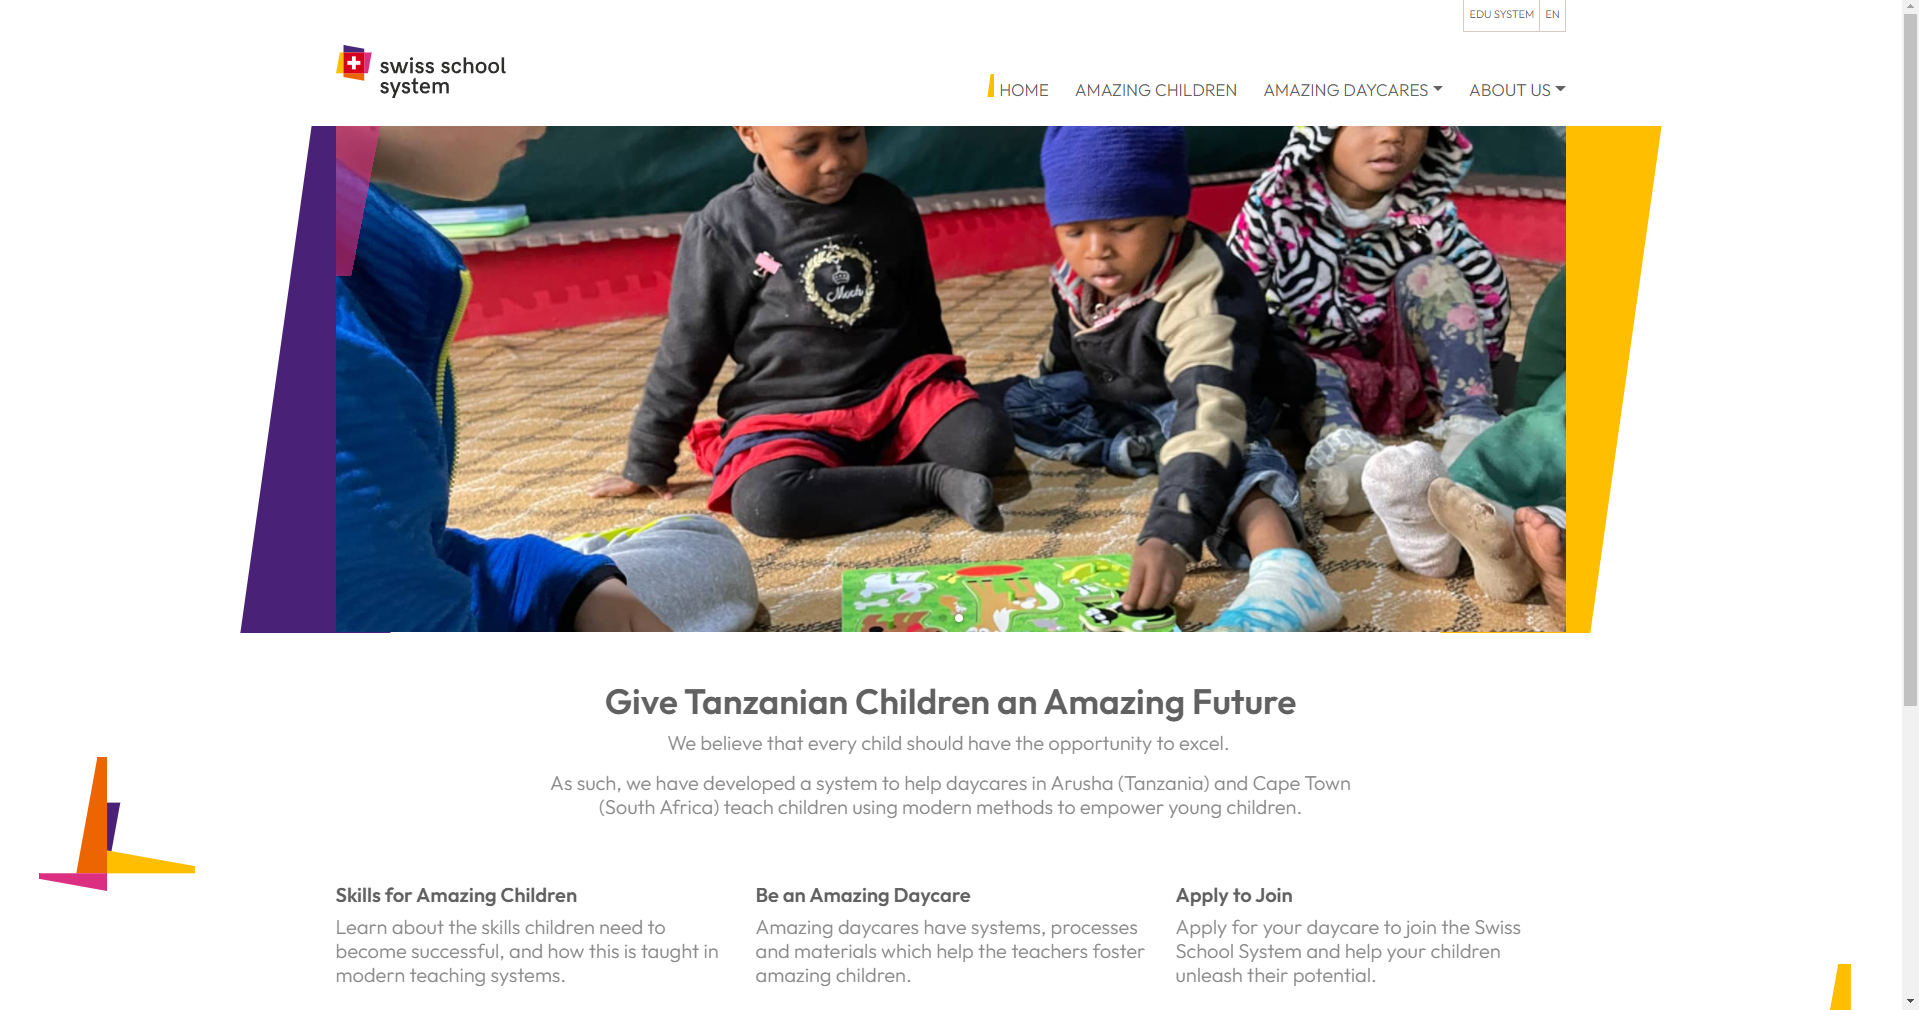 EDU SYSTEM EN
swiss school
system
HOME AMAZING CHILDREN AMAZING DAYCARES ABOUT US
Mooh
Give Tanzanian Children an Amazing Future
We believe that every child should have the opportunity to excel.
As such, we have developed a system to help daycares in Arusha (Tanzania) and Cape Town
(South Africa) teach children using modern methods to empower young children.
Skills for Amazing Children
Learn about the skills children need to
become successful, and how this is taught in
modern teaching systems.
Be an Amazing Daycare
Amazing daycares have systems, processes
and materials which help the teachers foster
amazing children.
Apply to Join
Apply for your daycare to join the Swiss
School System and help your children
unleash their potential.